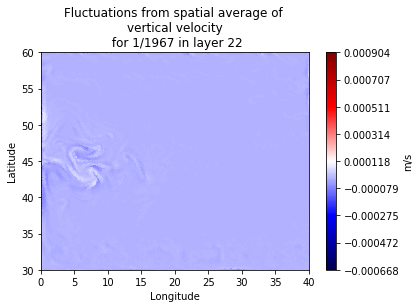 Fluctuations from spatial average of
vertical velocity
for 1/1967 in layer 22
60
55
50
45
40
35
30
Latitude
0 5 10 15 20 25 30 35 40
Longitude
0.000904
0.000707
0.000511
0.000314
0.000118
−0.000079
−0.000275
−0.000472
−0.000668
m/s